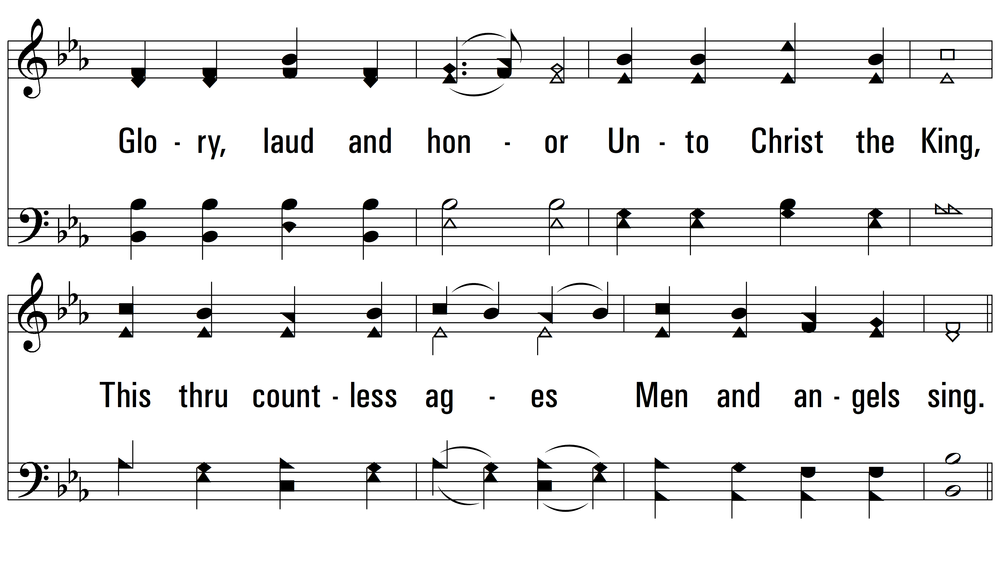 Glo - ry, laud and hon - or Un - to Christ the King,
This thru count - less ag - es Men and an - gels sing.